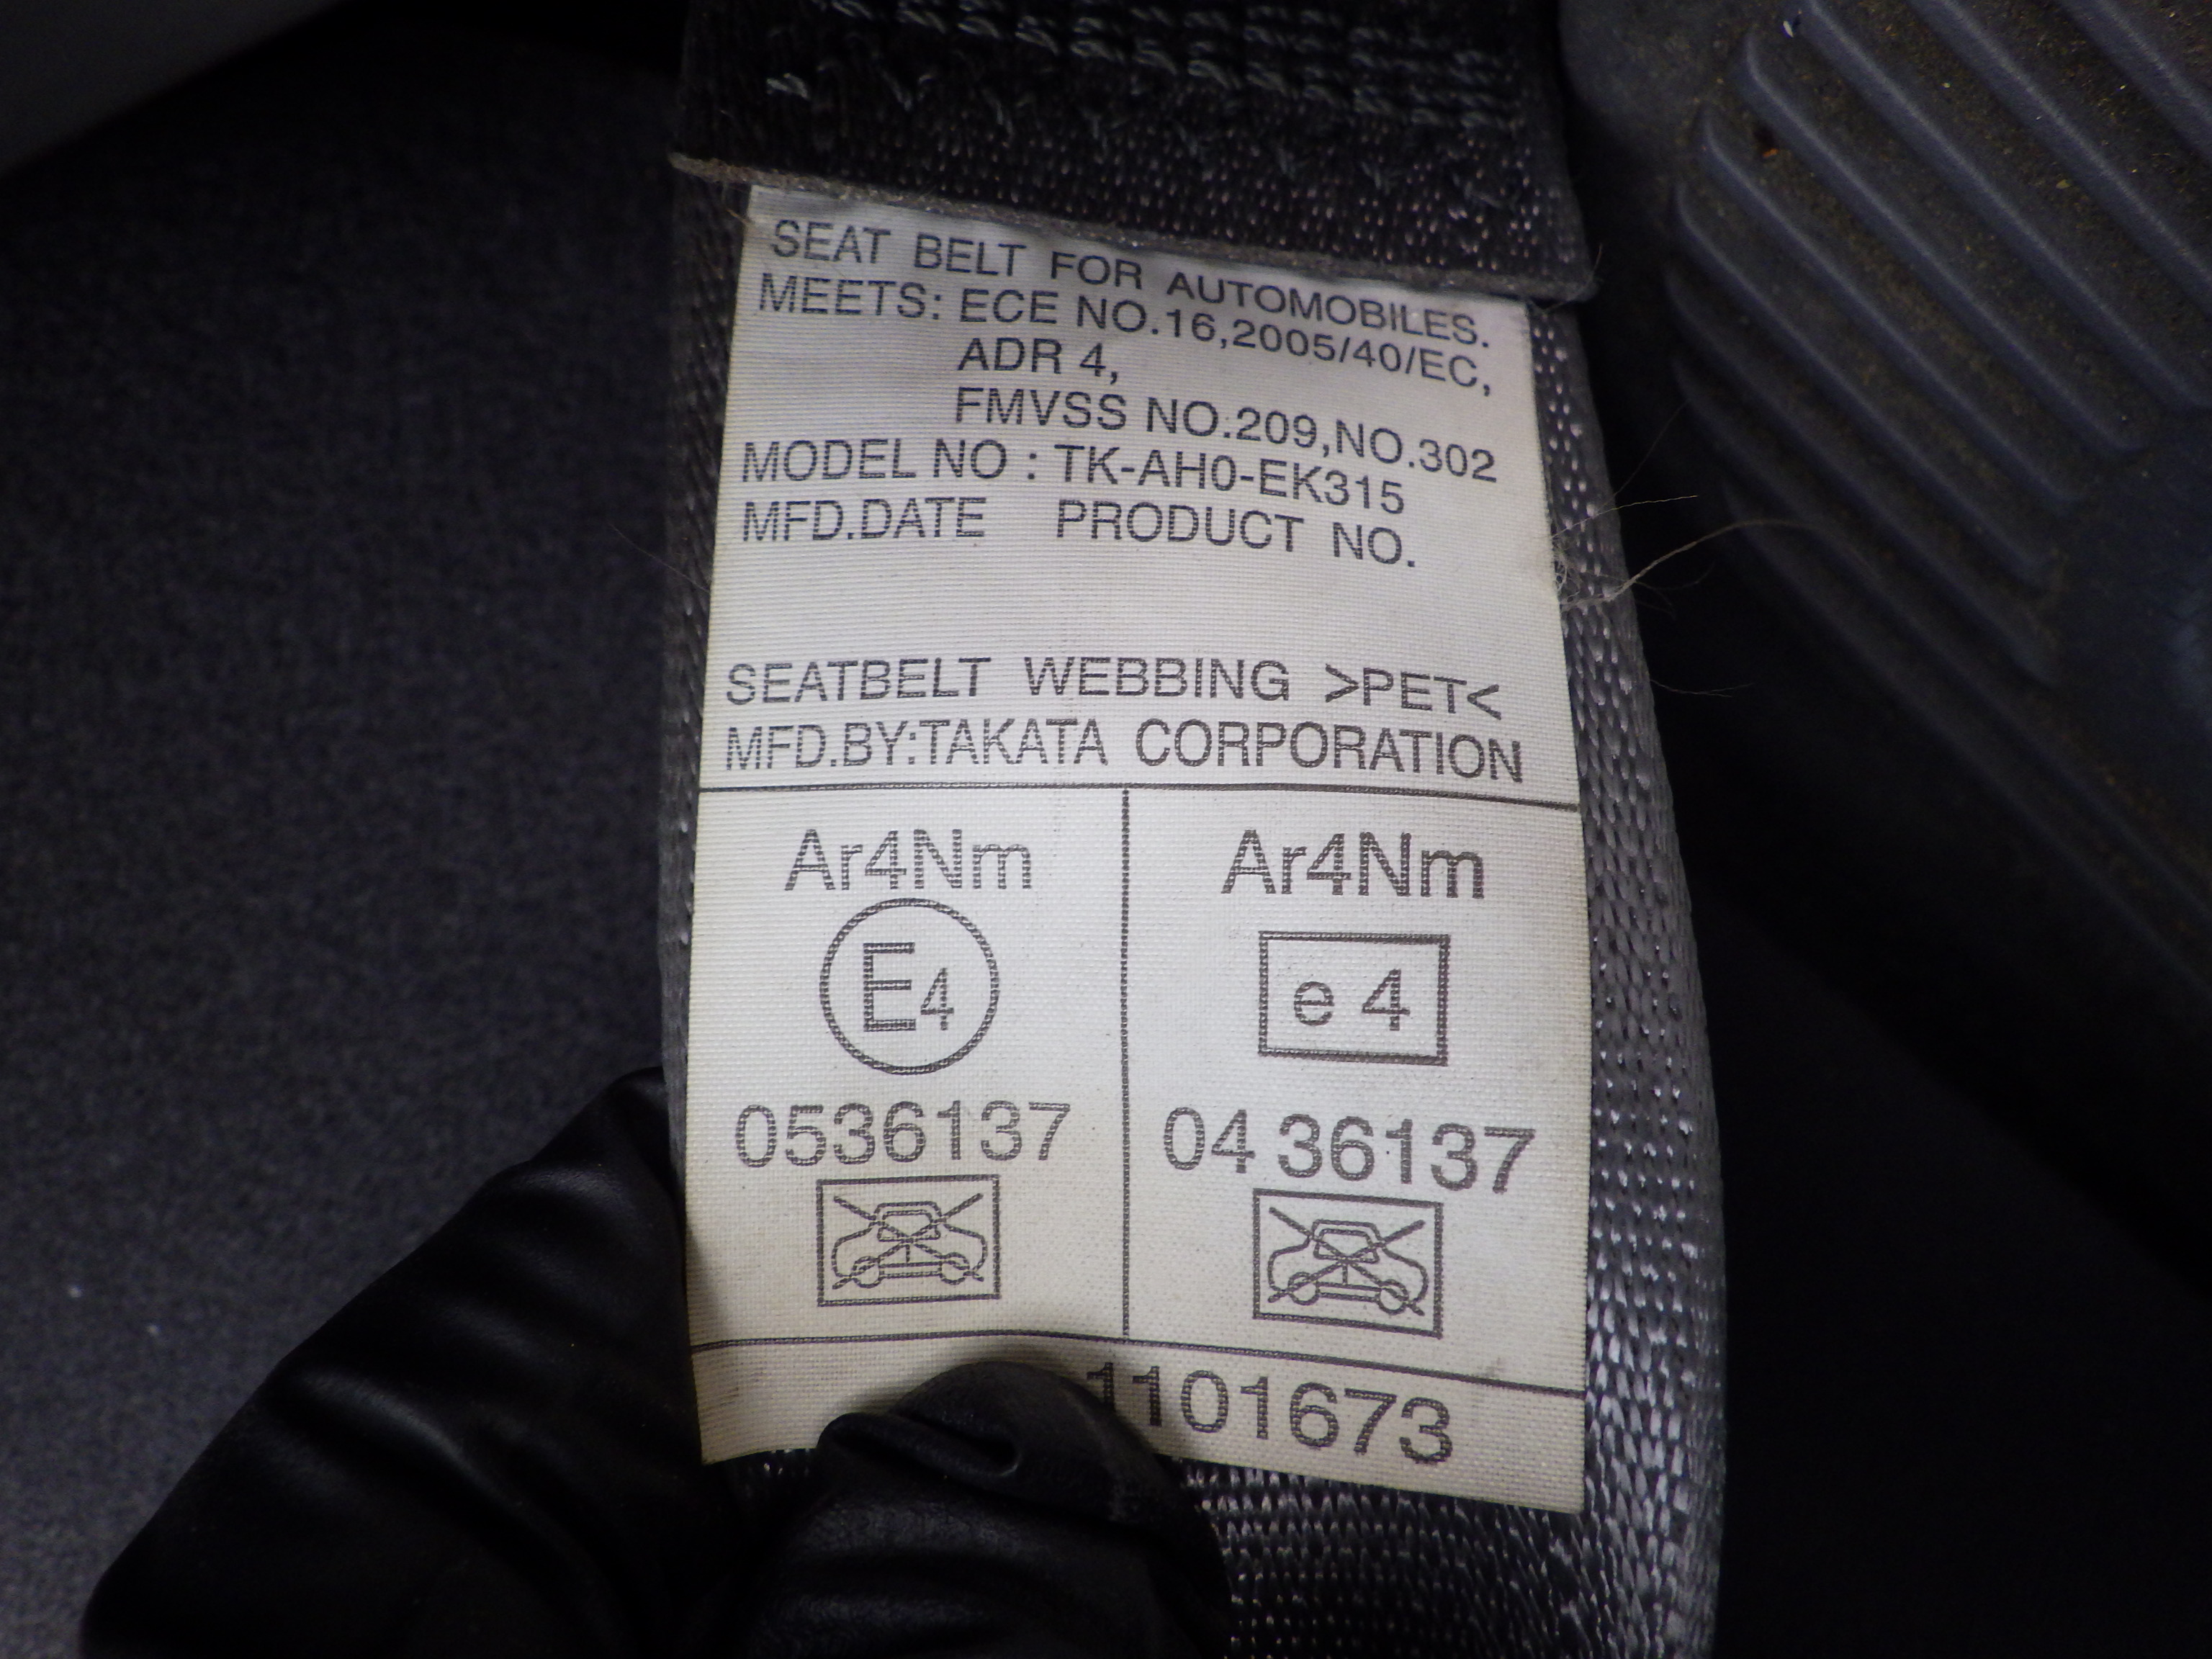 SEAT BELT FOR AUTOMOBILES.
MEETS: ECE NO.16,2005/40/EC,
ADR 4,
FMVSS NO.209,NO.302
MODEL NO : TK-AH0-EK315
MFD.DATE PRODUCT NO.
SEATBELT WEBBING >PET<
MFD.BY:TAKATA CORPORATION
Ar4Nm
E4
0536137
Ar4Nm
e 4
04 36137
1101673